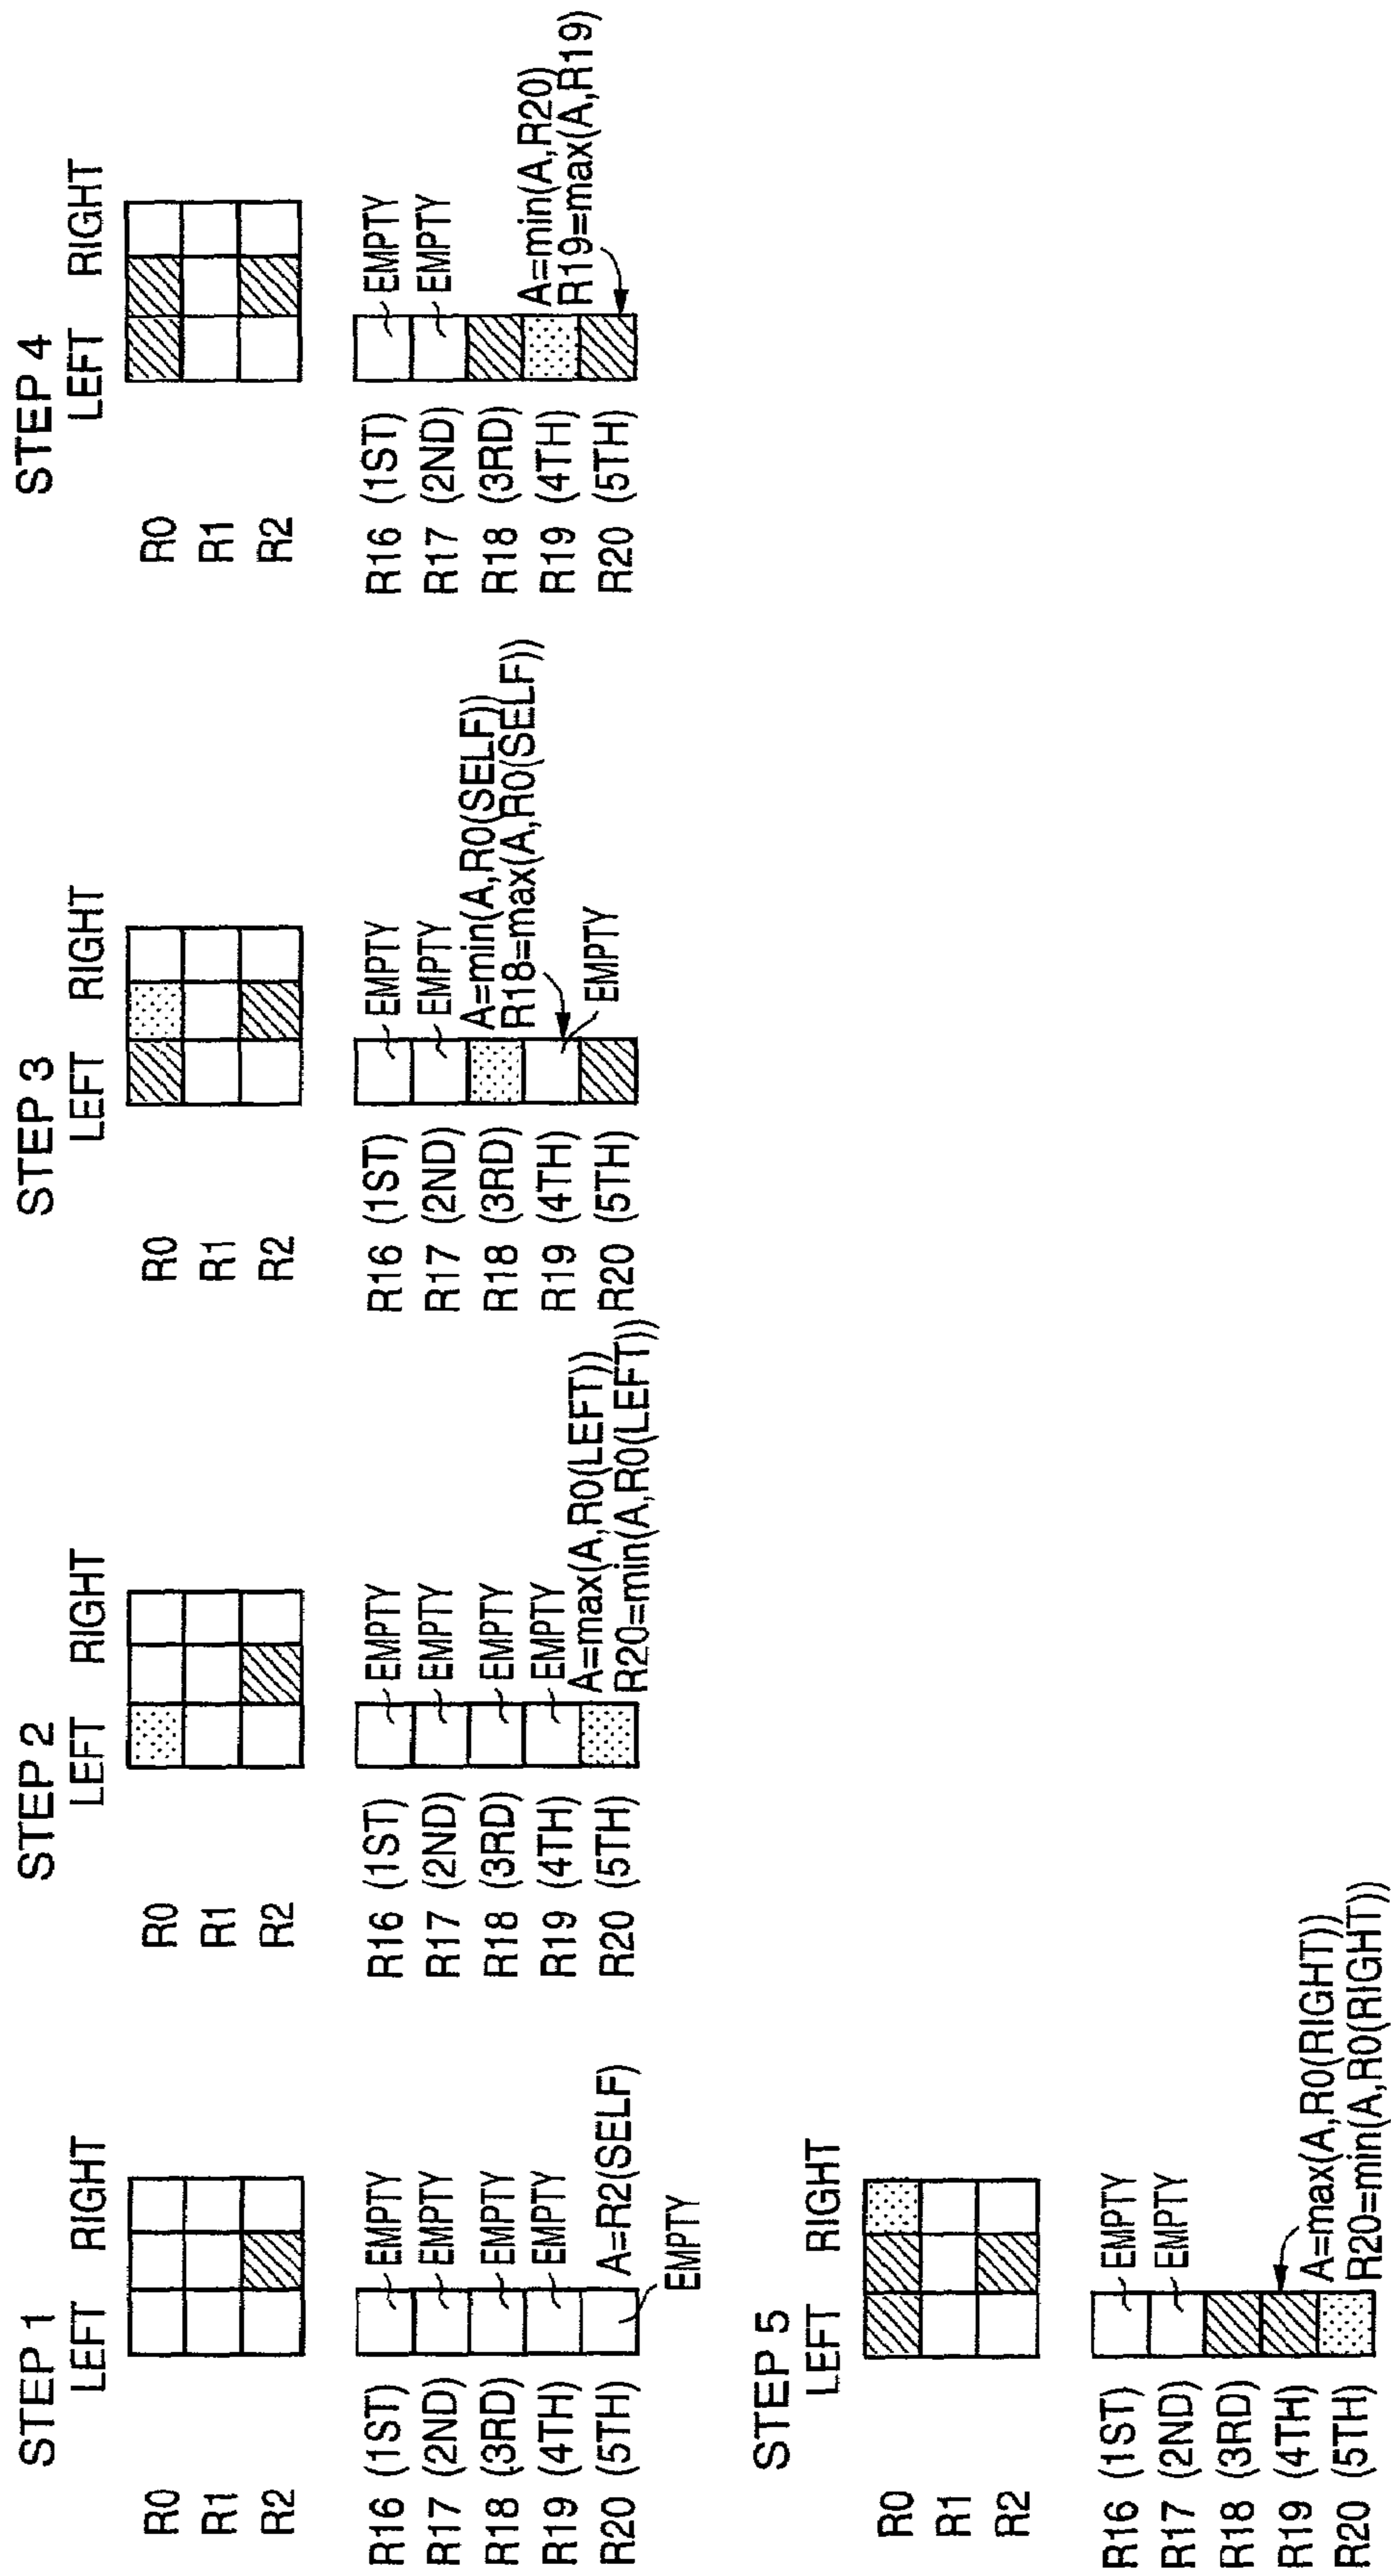 STEP 1
LEFT RIGHT
R0
R1
R2
R16 (1ST) EMPTY
R17 (2ND) EMPTY
R18 (3RD) EMPTY
R19 (4TH) EMPTY
R20 (5TH) A=R2(SELF)
EMPTY
STEP 2
LEFT RIGHT
R0
R1
R2
R16 (1ST) EMPTY
R17 (2ND) EMPTY
R18 (3RD) EMPTY
R19 (4TH) EMPTY
A=max(A,R0(LEFT))
R20 (5TH) R20=min(A,R0(LEFT))
STEP 3
LEFT RIGHT
R0
R1
R2
R16 (1ST) EMPTY
R17 (2ND) EMPTY
A=min(A,R0(SELF))
R18 (3RD) R18=max(A,R0(SELF))
R19 (4TH) EMPTY
R20 (5TH)
STEP 4
LEFT RIGHT
R0
R1
R2
R16 (1ST) EMPTY
R17 (2ND) EMPTY
R18 (3RD)
A=min(A,R20)
R19 (4TH) R19=max(A,R19)
R20 (5TH)
STEP 5
LEFT RIGHT
R0
R1
R2
R16 (1ST) EMPTY
R17 (2ND) EMPTY
R18 (3RD)
R19 (4TH)
A=max(A,R0(RIGHT))
R20 (5TH) R20=min(A,R0(RIGHT))